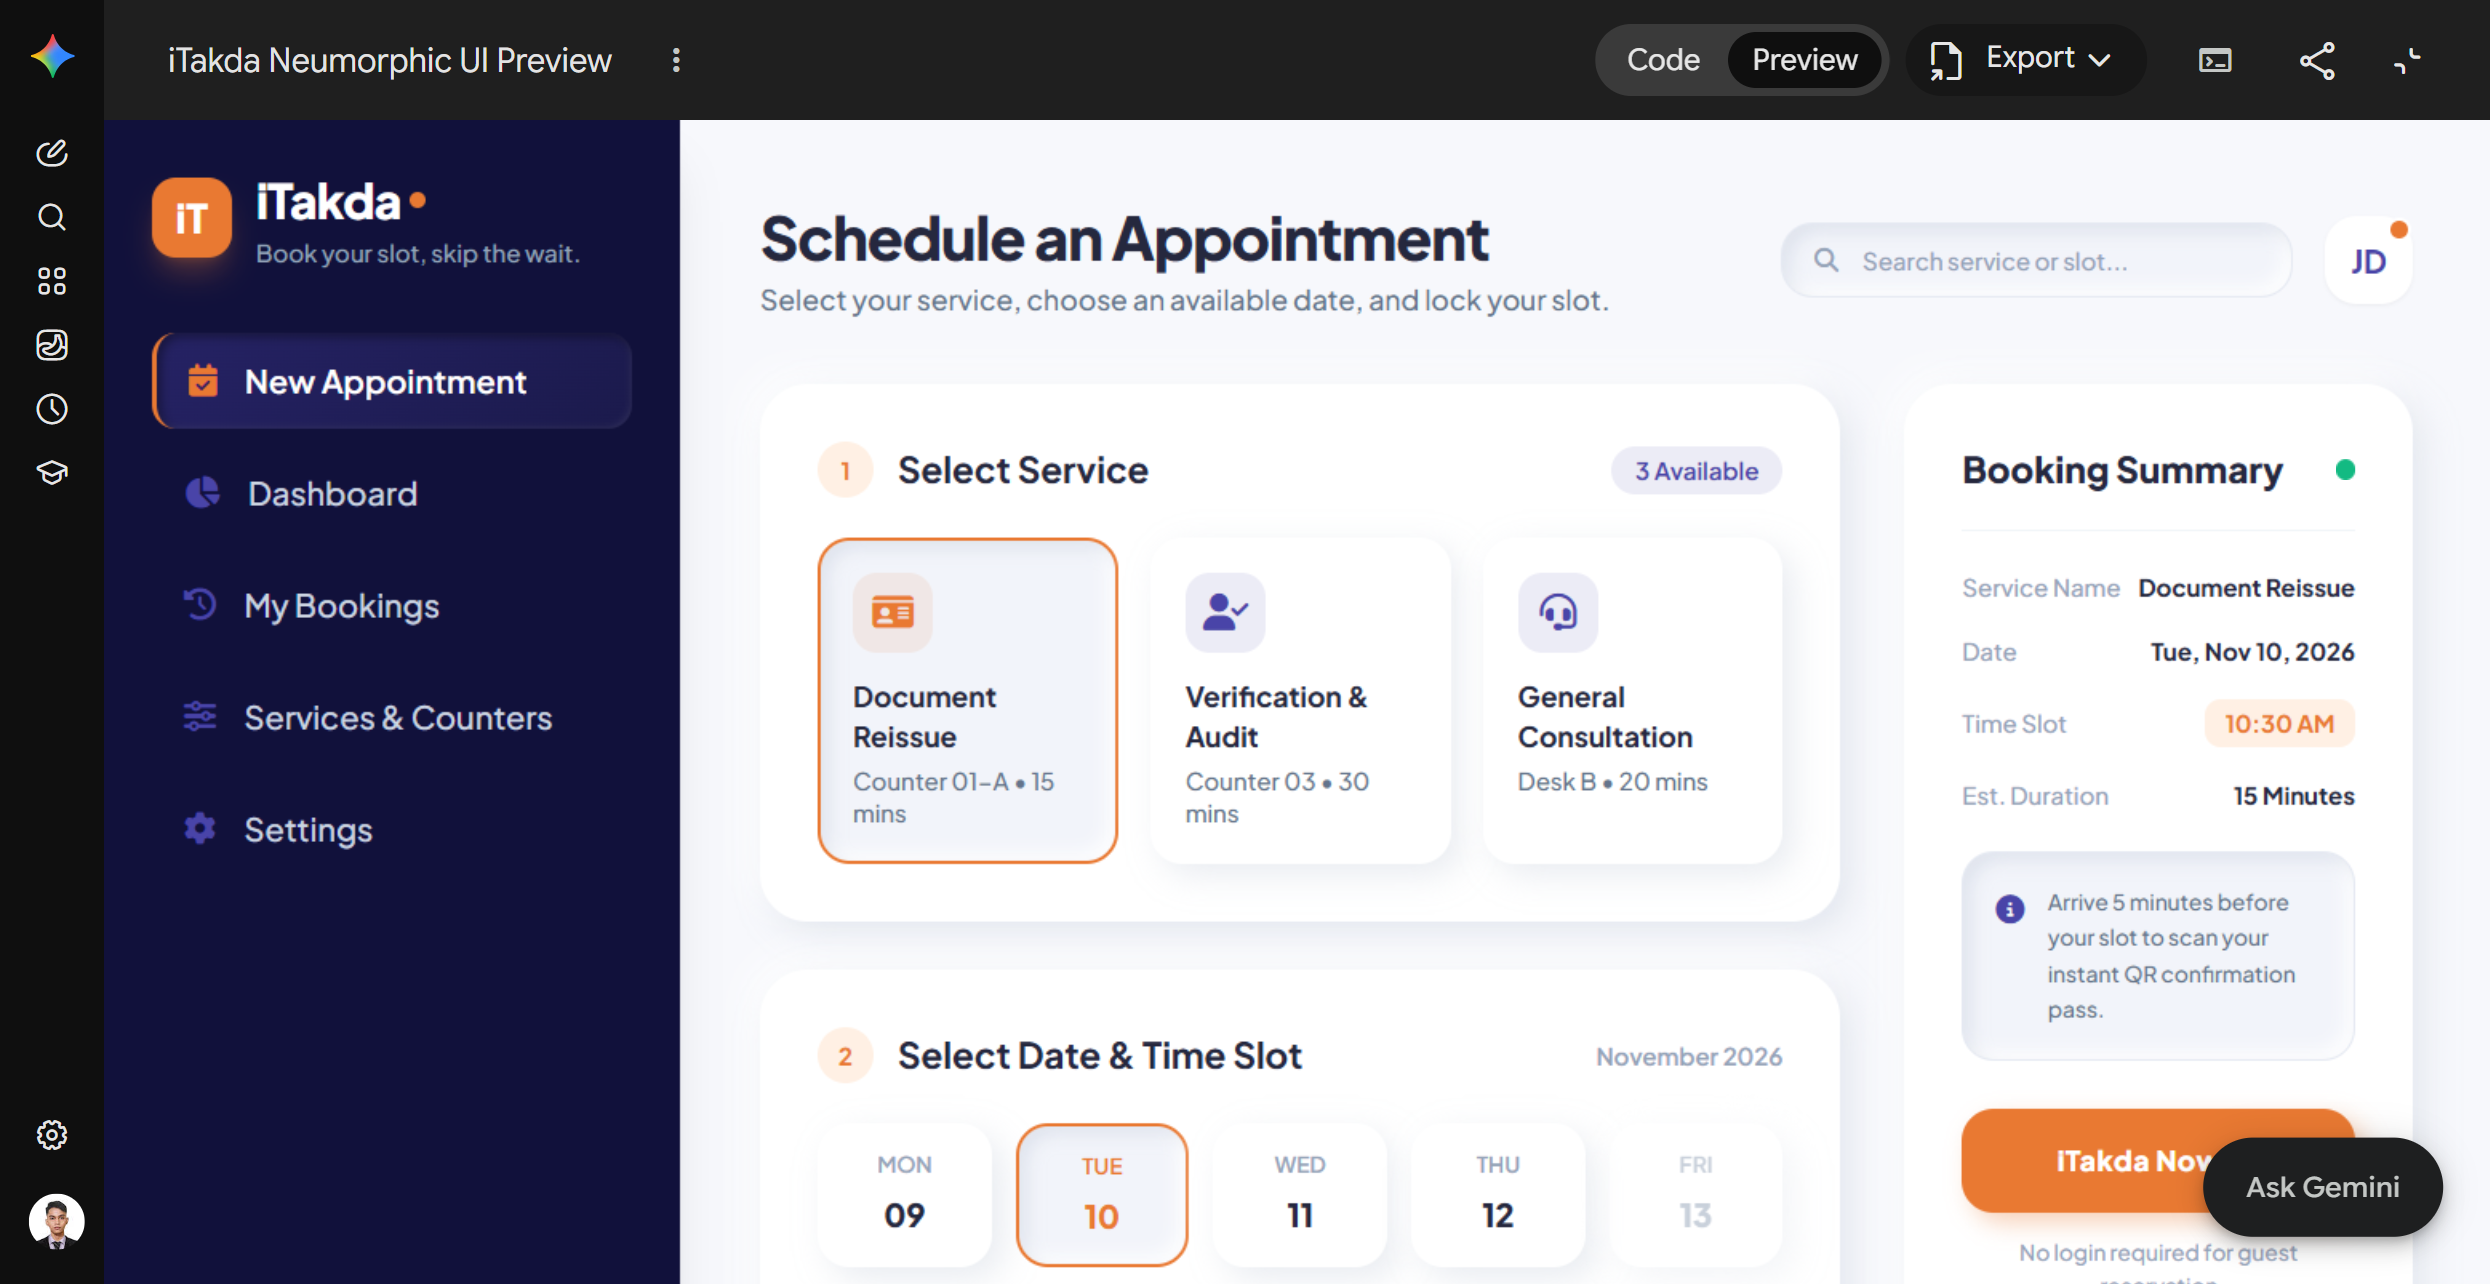 iTakda Neumorphic UI Preview
Code
Preview
Export
iT
iTakda
Book your slot, skip the wait.
New Appointment
Dashboard
My Bookings
Services & Counters
Settings
Schedule an Appointment
Select your service, choose an available date, and lock your slot.
Search service or slot...
JD
1
Select Service
3 Available
Document
Reissue
Counter 01-A • 15
mins
Verification &
Audit
Counter 03 • 30
mins
General
Consultation
Desk B • 20 mins
2
Select Date & Time Slot
November 2026
MON
09
TUE
10
WED
11
THU
12
FRI
13
Booking Summary
Service Name Document Reissue
Date Tue, Nov 10, 2026
Time Slot 10:30 AM
Est. Duration 15 Minutes
Arrive 5 minutes before
your slot to scan your
instant QR confirmation
pass.
iTakda Now
Ask Gemini
No login required for guest